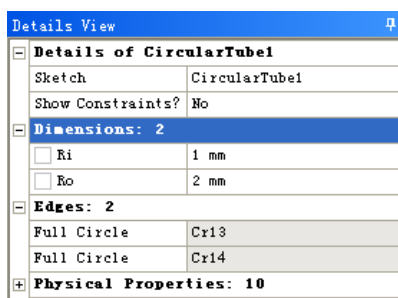 Details View
Details of CircularTube1
Sketch CircularTube1
Show Constraints? No
Dimensions: 2
Ri 1 mm
Ro 2 mm
Edges: 2
Full Circle Cr13
Full Circle Cr14
Physical Properties: 10